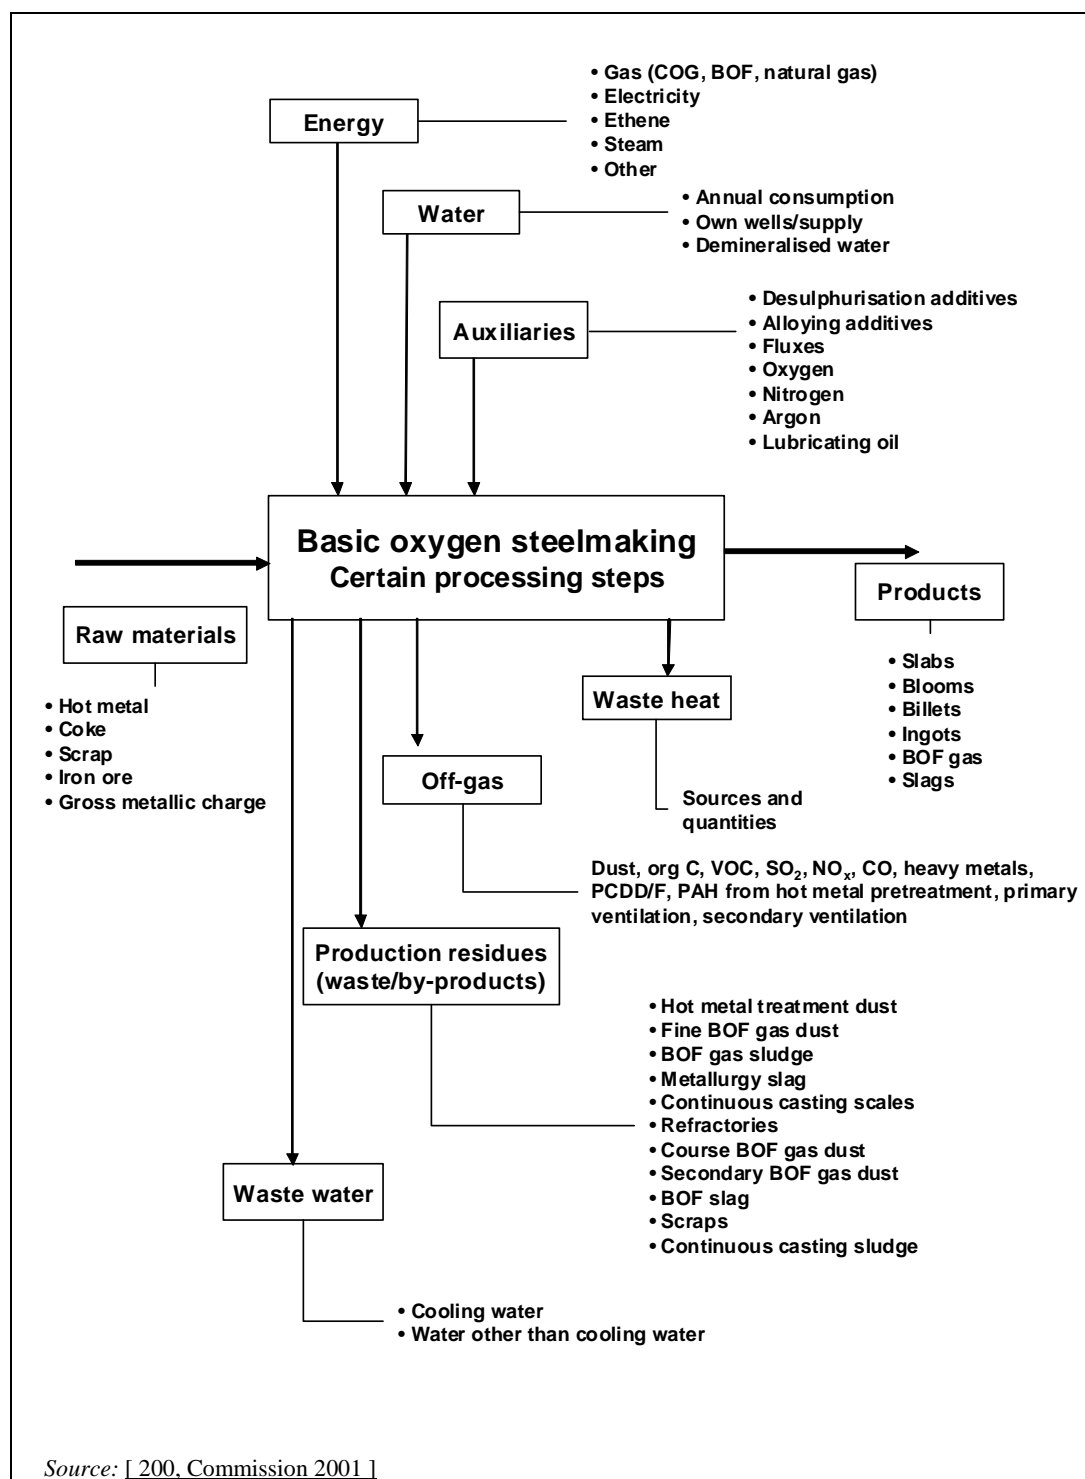 • Gas (COG, BOF, natural gas)
• Electricity
• Ethene
• Steam
• Other
Energy
• Annual consumption
• Own wells/supply
• Demineralised water
Water
• Desulphurisation additives
• Alloying additives
• Fluxes
• Oxygen
• Nitrogen
• Argon
• Lubricating oil
Auxiliaries
Basic oxygen steelmaking
Certain processing steps
Raw materials
• Hot metal
• Coke
• Scrap
• Iron ore
• Gross metallic charge
Products
• Slabs
• Blooms
• Billets
• Ingots
• BOF gas
• Slags
Waste heat
Sources and
quantities
Off-gas
Dust, org C, VOC, SO₂, NOₓ, CO, heavy metals,
PCDD/F, PAH from hot metal pretreatment, primary
ventilation, secondary ventilation
Production residues
(waste/by-products)
• Hot metal treatment dust
• Fine BOF gas dust
• BOF gas sludge
• Metallurgy slag
• Continuous casting scales
• Refractories
• Course BOF gas dust
• Secondary BOF gas dust
• BOF slag
• Scraps
• Continuous casting sludge
Waste water
• Cooling water
• Water other than cooling water
Source: [ 200, Commission 2001 ]